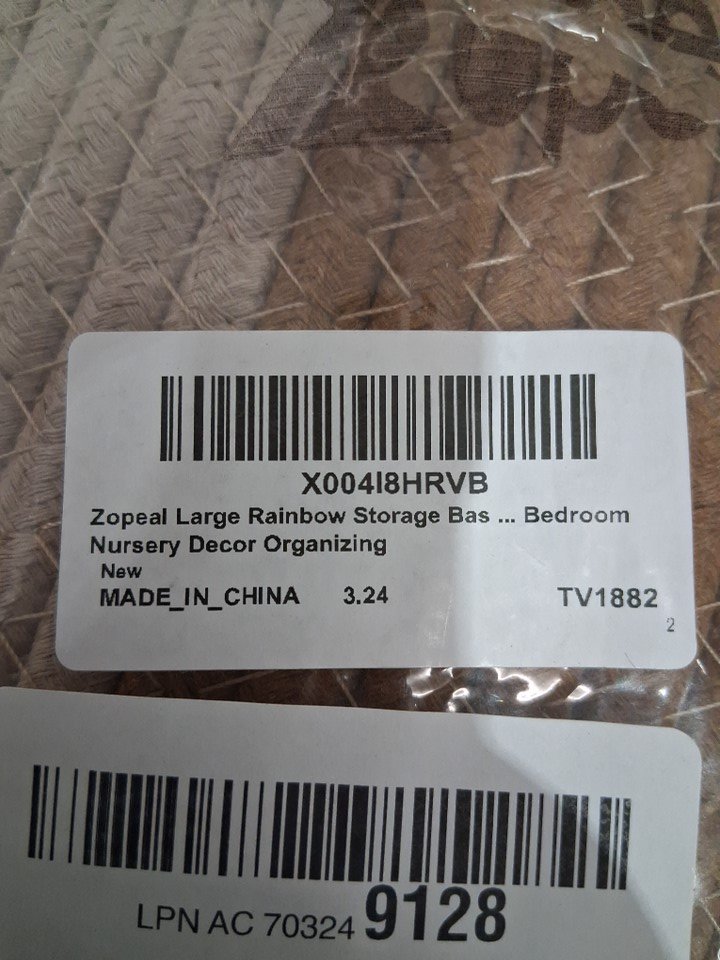 X004I8HRVB
Zopeal Large Rainbow Storage Bas ... Bedroom
Nursery Decor Organizing
New
MADE_IN_CHINA 3.24 TV1882
2
LPN AC 70324 9128